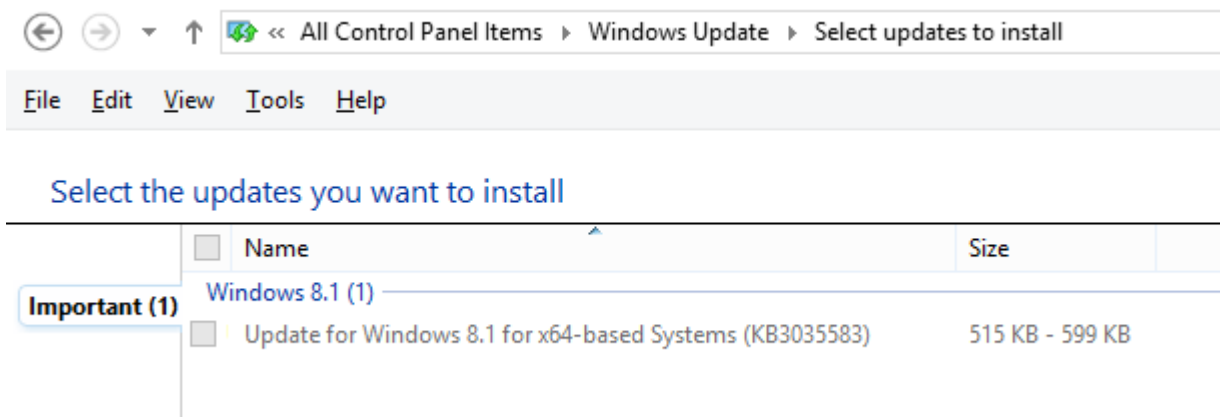 « All Control Panel Items ▸ Windows Update ▸ Select updates to install
File Edit View Tools Help
Select the updates you want to install
Name Size
Important (1)
Windows 8.1 (1)
Update for Windows 8.1 for x64-based Systems (KB3035583) 515 KB - 599 KB